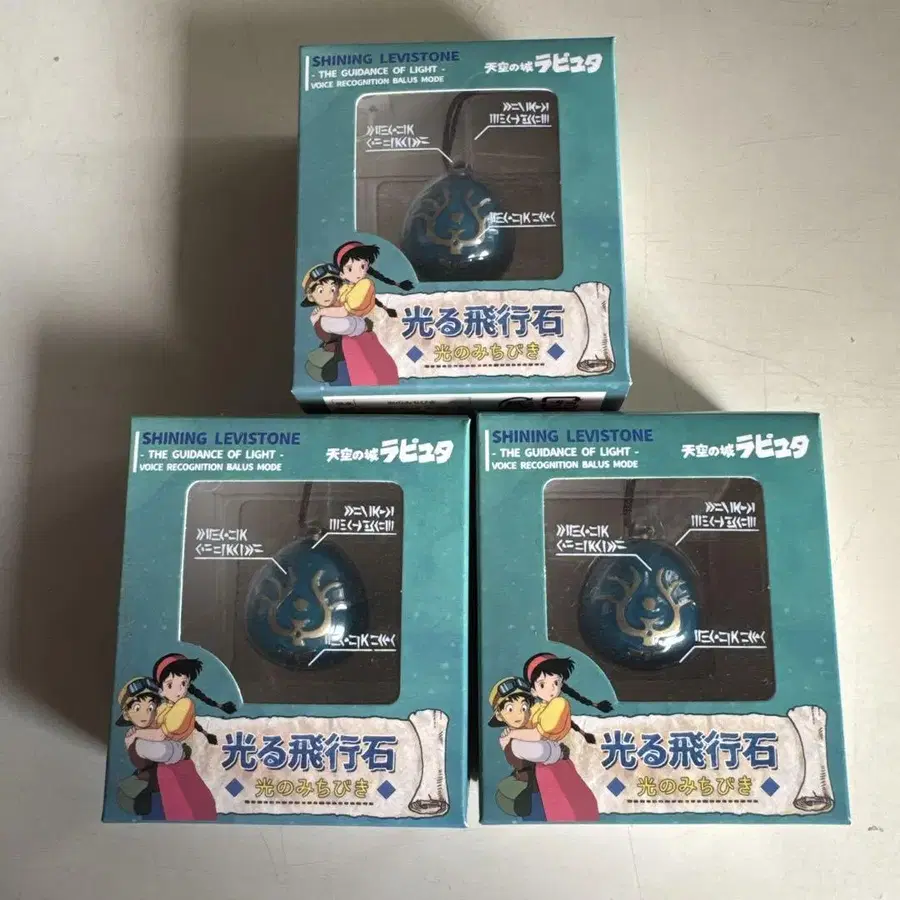 SHINING LEVISTONE
- THE GUIDANCE OF LIGHT -
VOICE RECOGNITION BALUS MODE
天空の城ラピュタ
光る飛行石
光のみちびき
SHINING LEVISTONE
- THE GUIDANCE OF LIGHT -
VOICE RECOGNITION BALUS MODE
天空の城ラピュタ
光る飛行石
光のみちびき
SHINING LEVISTONE
- THE GUIDANCE OF LIGHT -
VOICE RECOGNITION BALUS MODE
天空の城ラピュタ
光る飛行石
光のみちびき